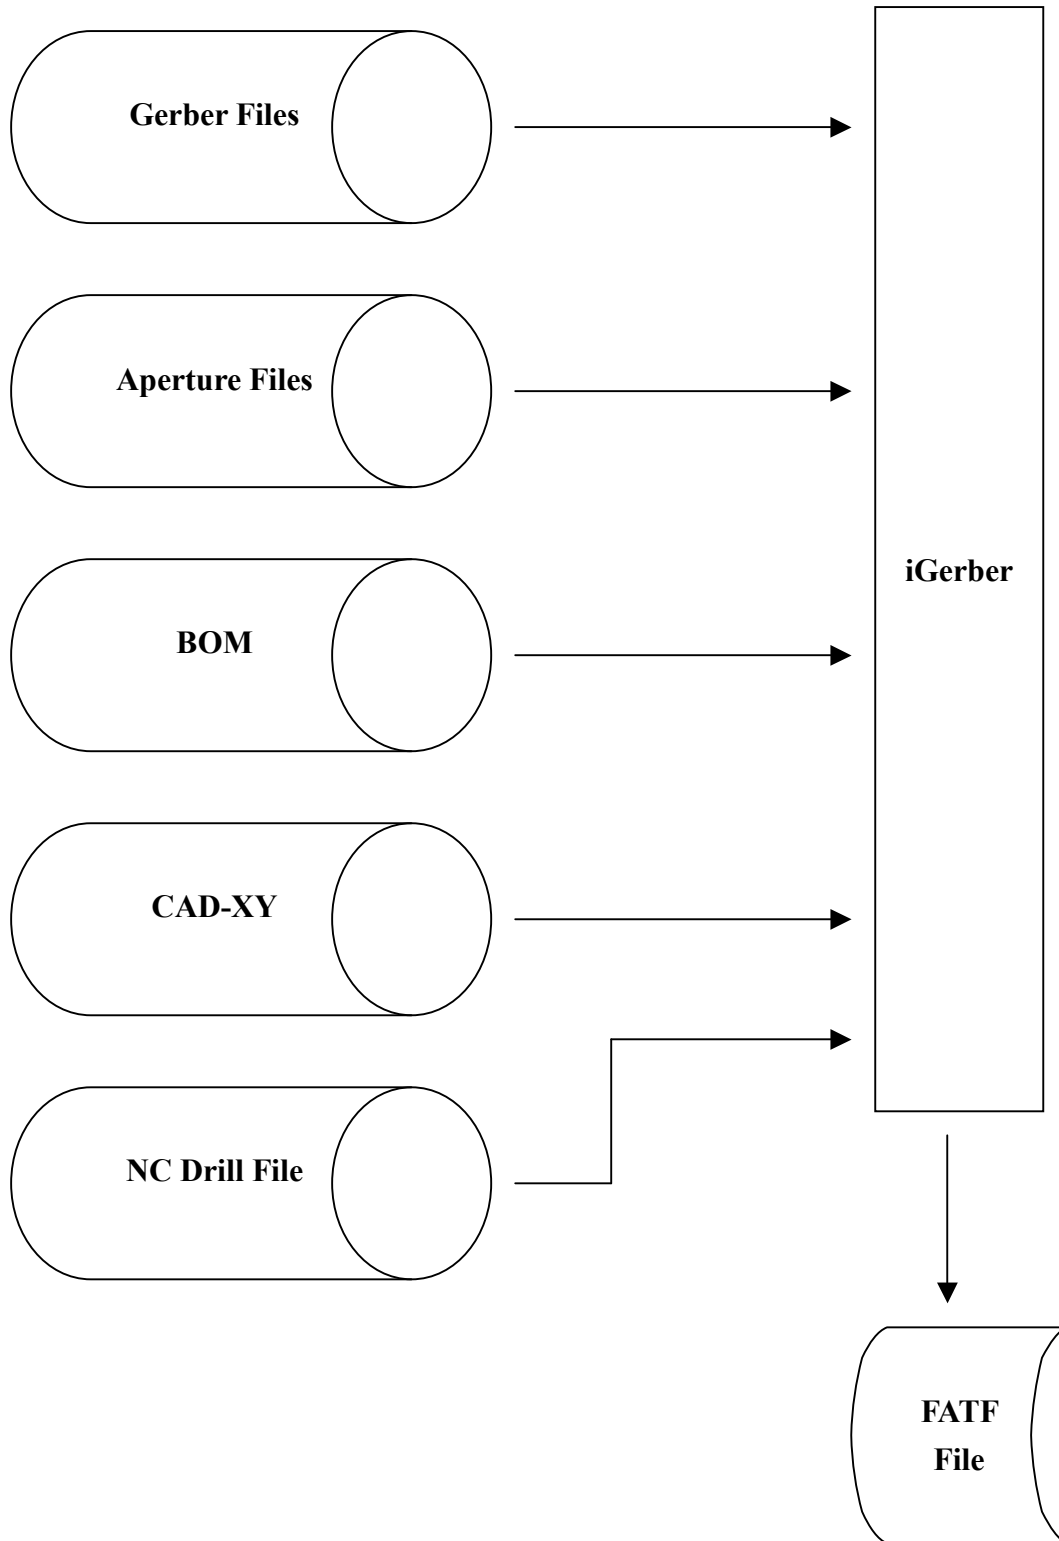 Gerber Files
Aperture Files
iGerber
BOM
CAD-XY
NC Drill File
FATF
File